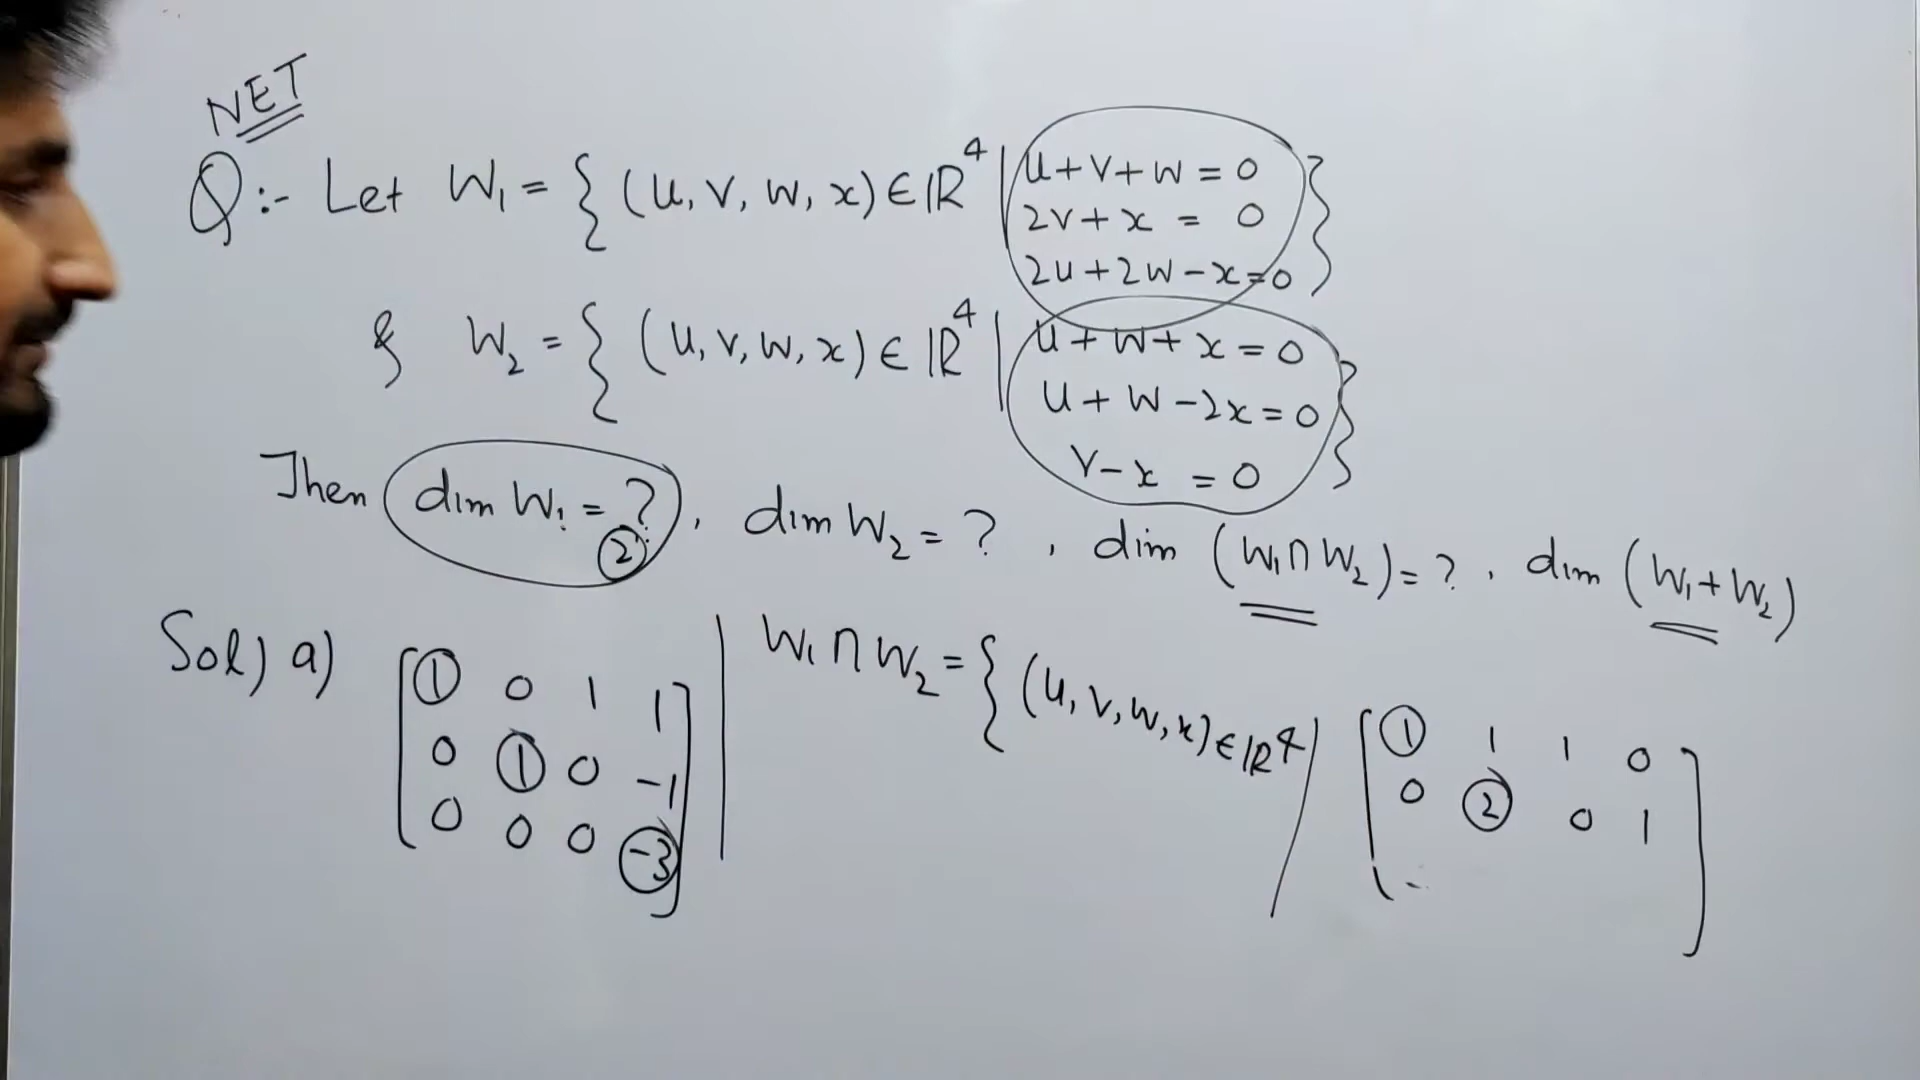 NET
Q:- Let W₁ = { (u, v, w, x) ∈ ℝ⁴ | u + v + w = 0
2v + x = 0
2u + 2w - x = 0 }
& W₂ = { (u, v, w, x) ∈ ℝ⁴ | u + w + x = 0
u + w - 2x = 0
v - x = 0 }
Then dim W₁ = ? ②, dim W₂ = ?, dim (W₁ ∩ W₂) = ?, dim (W₁ + W₂)
Sol) a) [ ① 0 1 1
0 ① 0 -1
0 0 0 -3 ]
W₁ ∩ W₂ = { (u, v, w, x) ∈ ℝ⁴ / [ ① 1 1 0
0 ② 0 1 ]